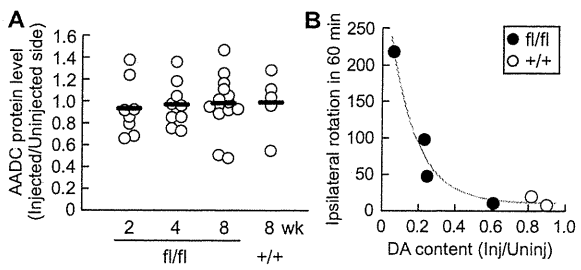 A
AADC protein level
(Injected/Uninjected side)
1.6
1.4
1.2
1.0
0.8
0.6
0.4
0.2
0
2 4 8 8 wk
fl/fl +/+
B
Ipsilateral rotation in 60 min
250
200
150
100
50
0
0 0.2 0.4 0.6 0.8 1.0
DA content (Inj/Uninj)
fl/fl
+/+